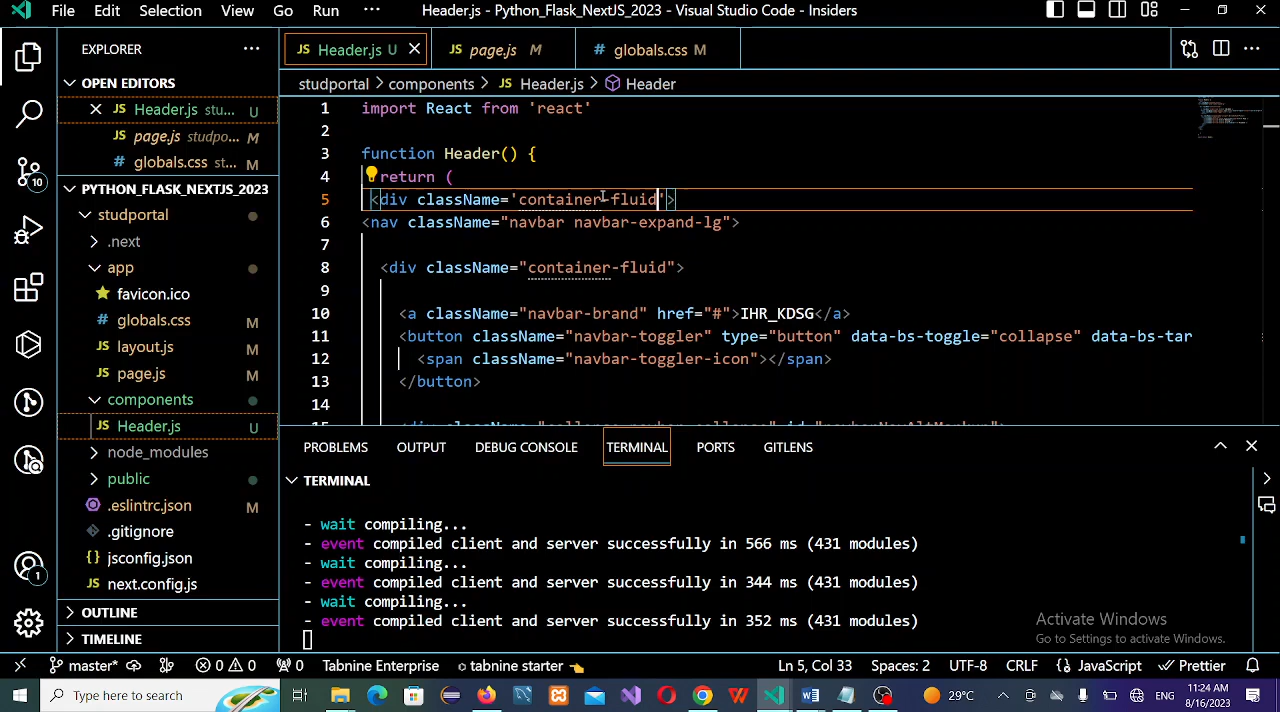 File Edit Selection View Go Run ··· Header.js - Python_Flask_NextJS_2023 - Visual Studio Code - Insiders
EXPLORER ···
Header.js U
page.js M
globals.css M
OPEN EDITORS
Header.js stu... U
page.js studpo... M
globals.css st... M
PYTHON_FLASK_NEXTJS_2023
studportal
.next
app
favicon.ico
globals.css M
layout.js M
page.js M
components
Header.js U
node_modules
public
.eslintrc.json M
.gitignore
jsconfig.json
next.config.js
OUTLINE
TIMELINE
10
1
studportal > components > JS Header.js > Header
1 import React from 'react'
2
3 function Header() {
4 return (
5 <div className='container-fluid'>
6 <nav className="navbar navbar-expand-lg">
7
8 <div className="container-fluid">
9
10 <a className="navbar-brand" href="#">IHR_KDSG</a>
11 <button className="navbar-toggler" type="button" data-bs-toggle="collapse" data-bs-tar
12 <span className="navbar-toggler-icon"></span>
13 </button>
14
PROBLEMS OUTPUT DEBUG CONSOLE TERMINAL PORTS GITLENS
TERMINAL
- wait compiling...
- event compiled client and server successfully in 566 ms (431 modules)
- wait compiling...
- event compiled client and server successfully in 344 ms (431 modules)
- wait compiling...
- event compiled client and server successfully in 352 ms (431 modules)
Activate Windows
Go to Settings to activate Windows.
master* 0 0 0 Tabnine Enterprise tabnine starter Ln 5, Col 33 Spaces: 2 UTF-8 CRLF {} JavaScript Prettier
Type here to search
29°C ENG 11:24 AM
8/16/2023